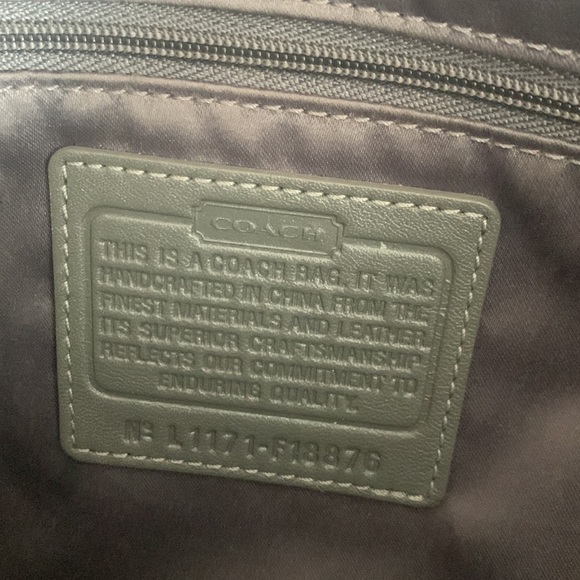 COACH
THIS IS A COACH BAG. IT WAS
HANDCRAFTED IN CHINA FROM THE
FINEST MATERIALS AND LEATHER.
ITS SUPERIOR CRAFTSMANSHIP
REFLECTS OUR COMMITMENT TO
ENDURING QUALITY.
No L1171-F13376